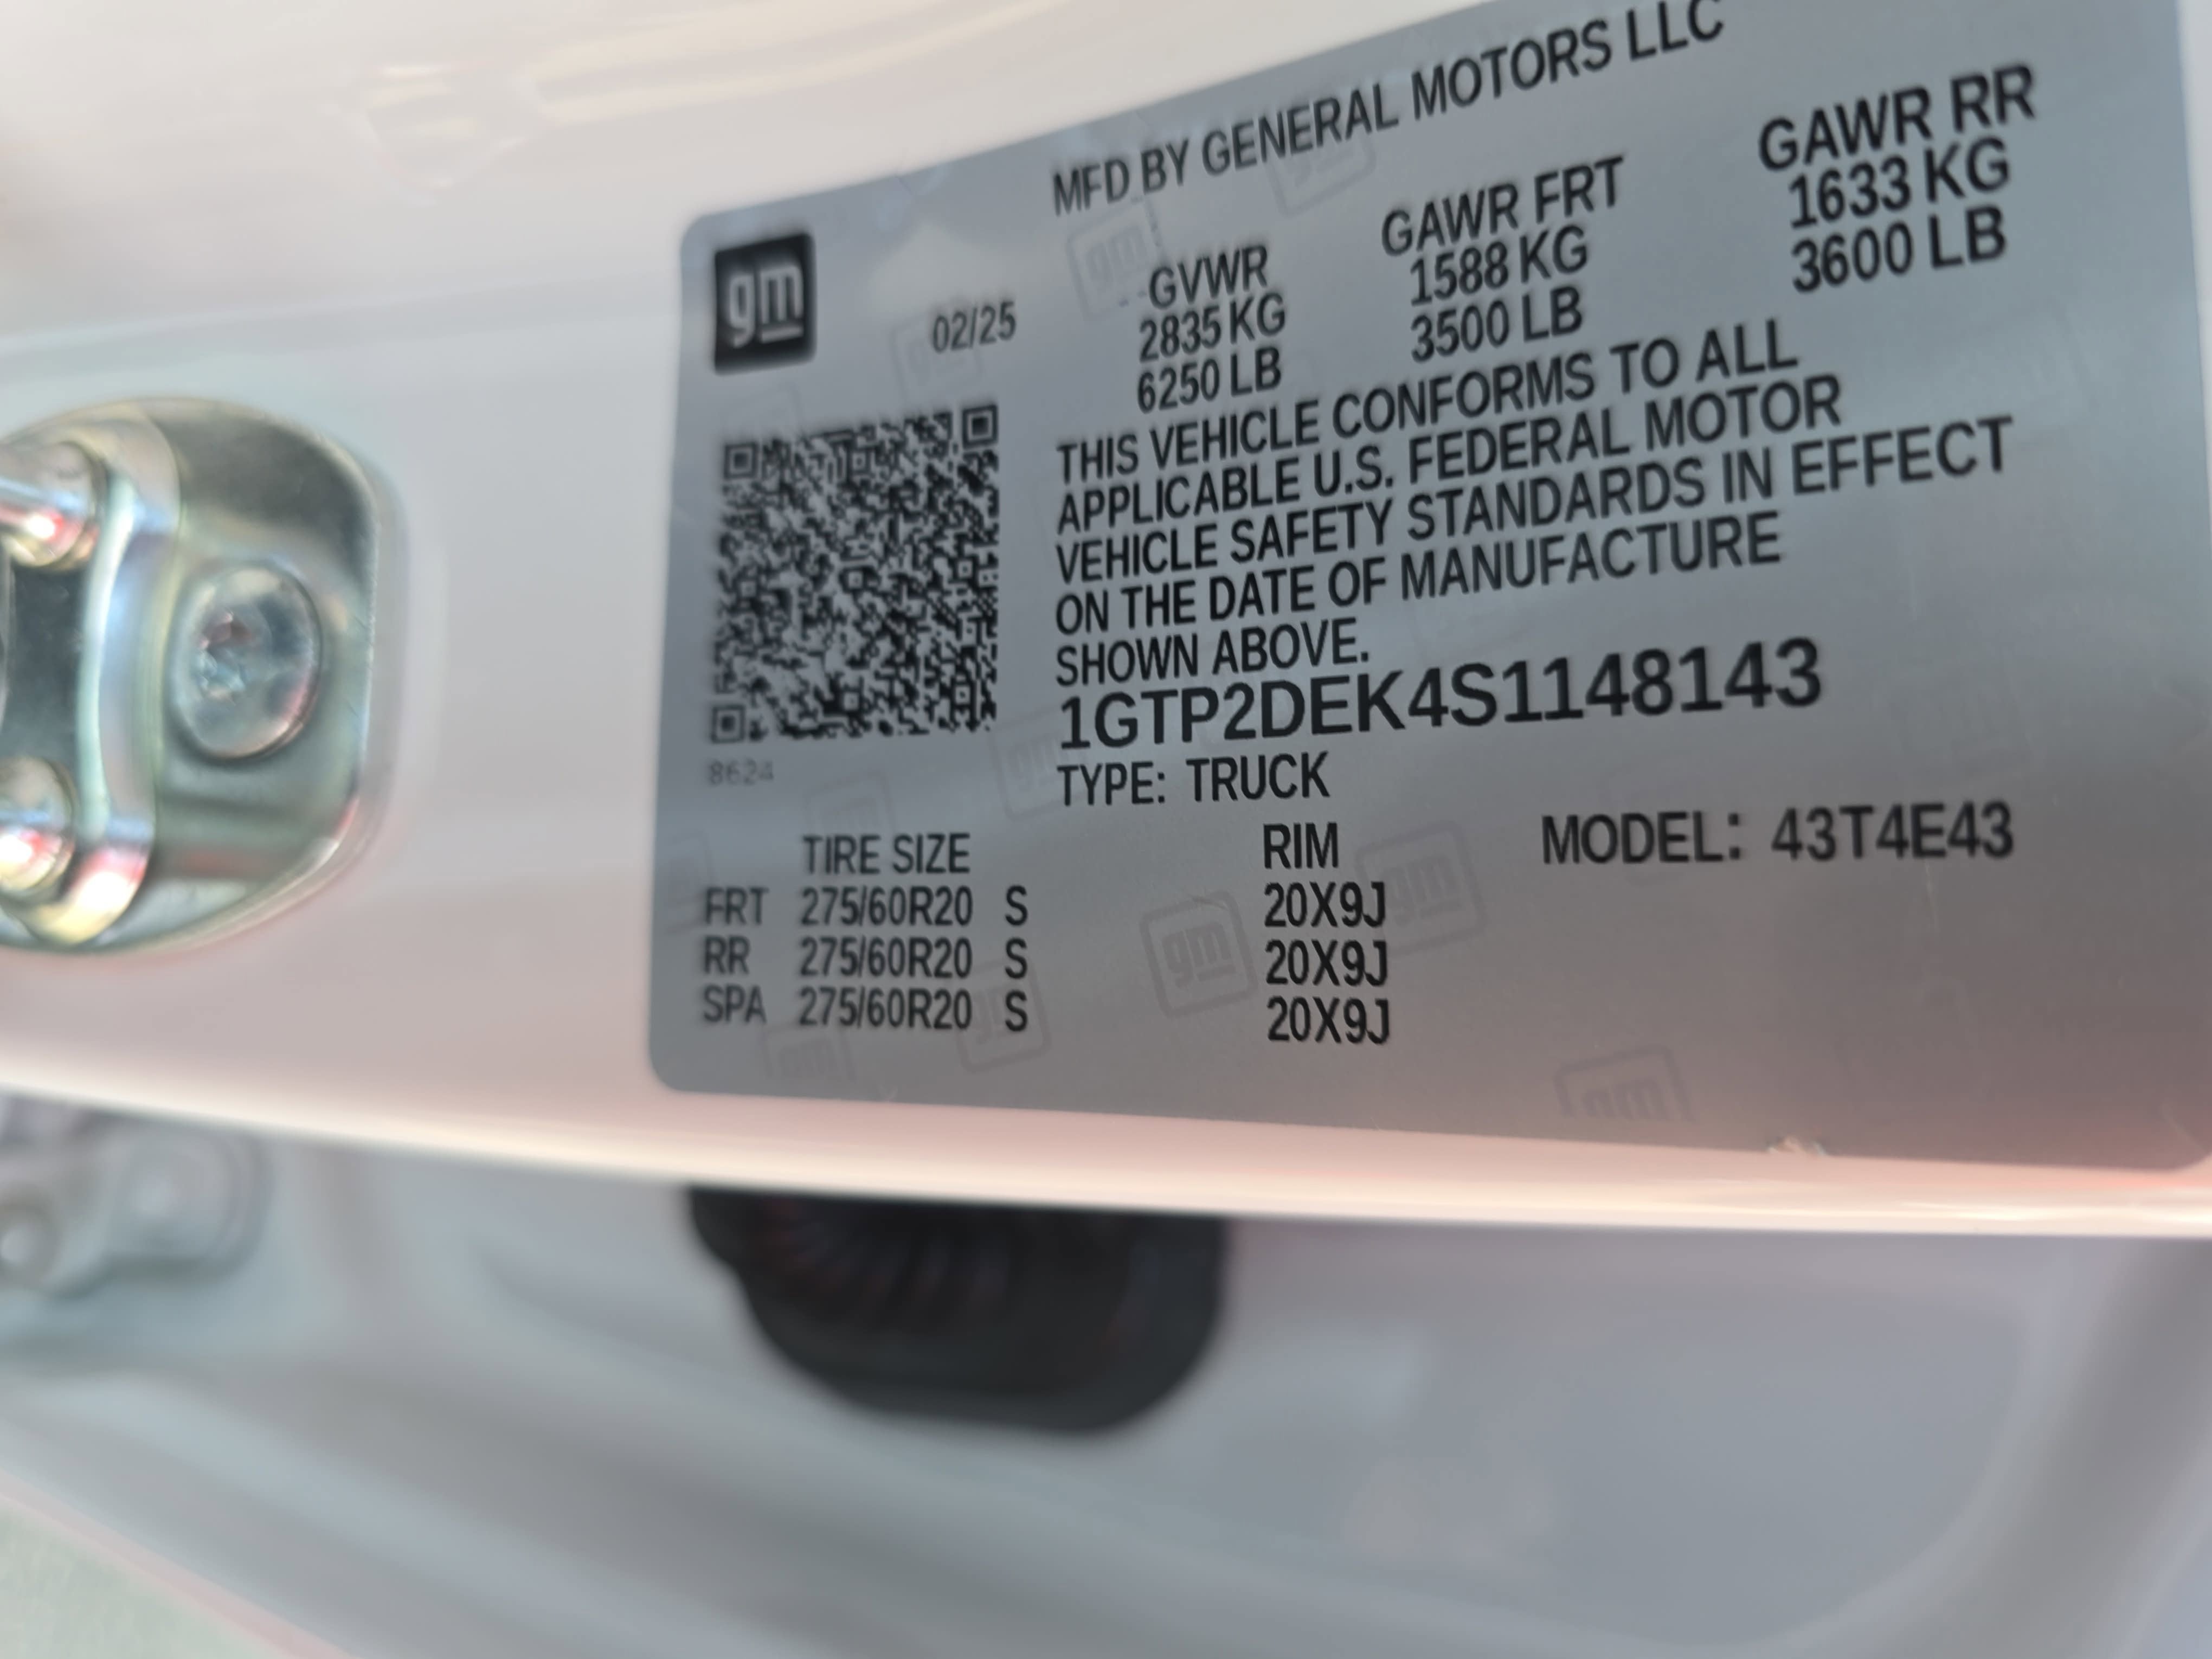 MFD BY GENERAL MOTORS LLC
gm
02/25
GVWR GAWR FRT GAWR RR
2835 KG 1588 KG 1633 KG
6250 LB 3500 LB 3600 LB
THIS VEHICLE CONFORMS TO ALL
APPLICABLE U.S. FEDERAL MOTOR
VEHICLE SAFETY STANDARDS IN EFFECT
ON THE DATE OF MANUFACTURE
SHOWN ABOVE.
1GTP2DEK4S1148143
8624
TYPE: TRUCK
TIRE SIZE RIM MODEL: 43T4E43
FRT 275/60R20 S 20X9J
RR 275/60R20 S 20X9J
SPA 275/60R20 S 20X9J